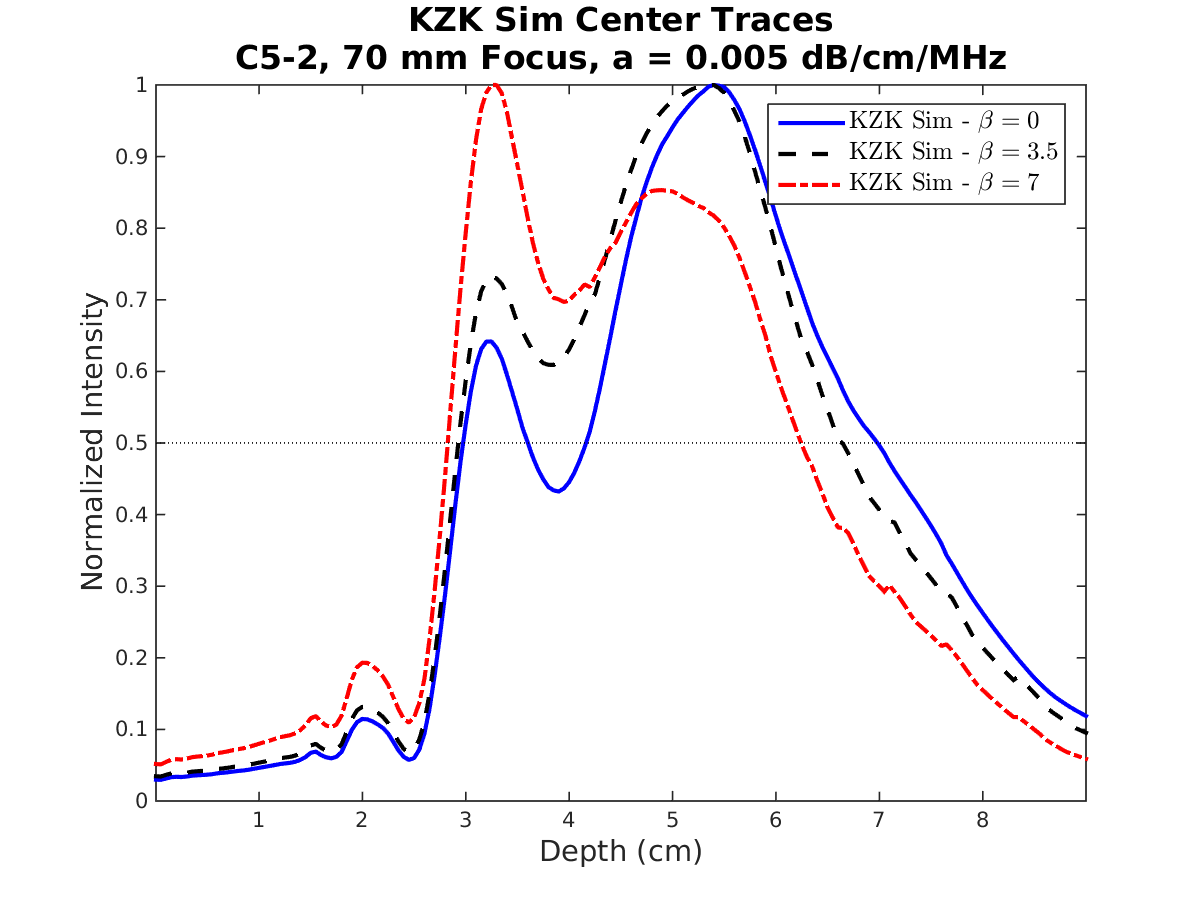 KZK Sim Center Traces
C5-2, 70 mm Focus, a = 0.005 dB/cm/MHz
KZK Sim - β = 0
KZK Sim - β = 3.5
KZK Sim - β = 7
Normalized Intensity
1
0.9
0.8
0.7
0.6
0.5
0.4
0.3
0.2
0.1
0
1 2 3 4 5 6 7 8
Depth (cm)